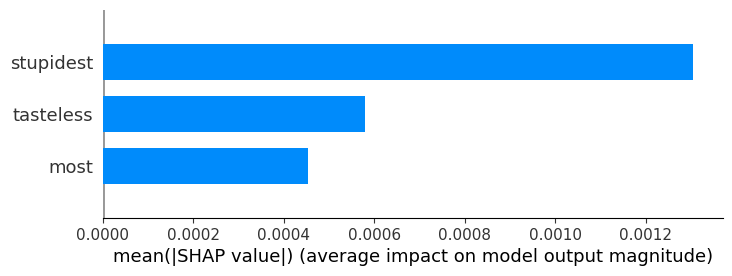 stupidest
tasteless
most
0.0000 0.0002 0.0004 0.0006 0.0008 0.0010 0.0012
mean(|SHAP value|) (average impact on model output magnitude)